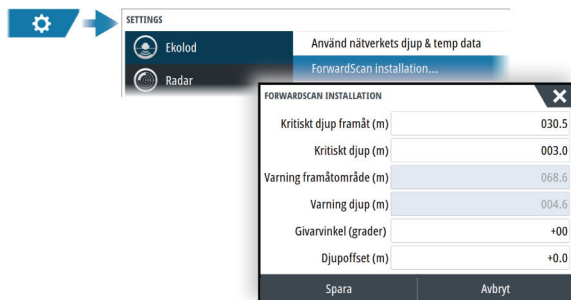 SETTINGS
Ekolod
Använd nätverkets djup & temp data
Radar
ForwardScan installation...
FORWARDSCAN INSTALLATION
Kritiskt djup framåt (m) 030.5
Kritiskt djup (m) 003.0
Varning framåtområde (m) 068.6
Varning djup (m) 004.6
Givarvinkel (grader) +00
Djupoffset (m) +0.0
Spara Avbryt